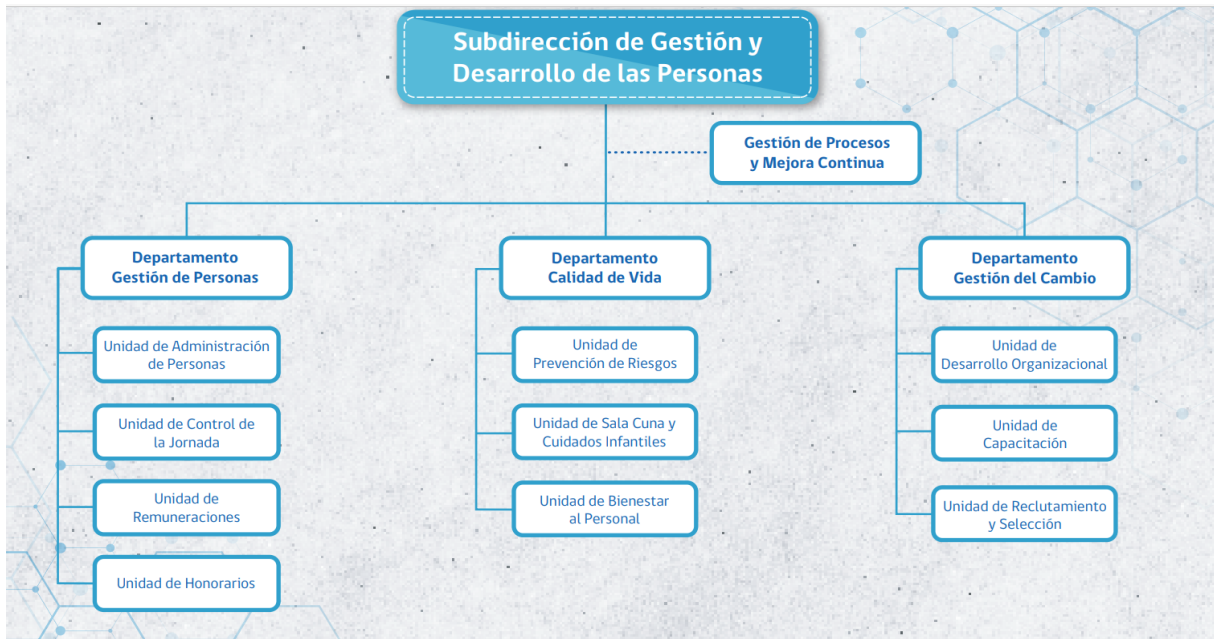 Subdirección de Gestión y
Desarrollo de las Personas
Gestión de Procesos
y Mejora Continua
Departamento
Gestión de Personas
Unidad de Administración
de Personas
Unidad de Control de
la Jornada
Unidad de
Remuneraciones
Unidad de Honorarios
Departamento
Calidad de Vida
Unidad de
Prevención de Riesgos
Unidad de Sala Cuna y
Cuidados Infantiles
Unidad de Bienestar
al Personal
Departamento
Gestión del Cambio
Unidad de
Desarrollo Organizacional
Unidad de
Capacitación
Unidad de Reclutamiento
y Selección